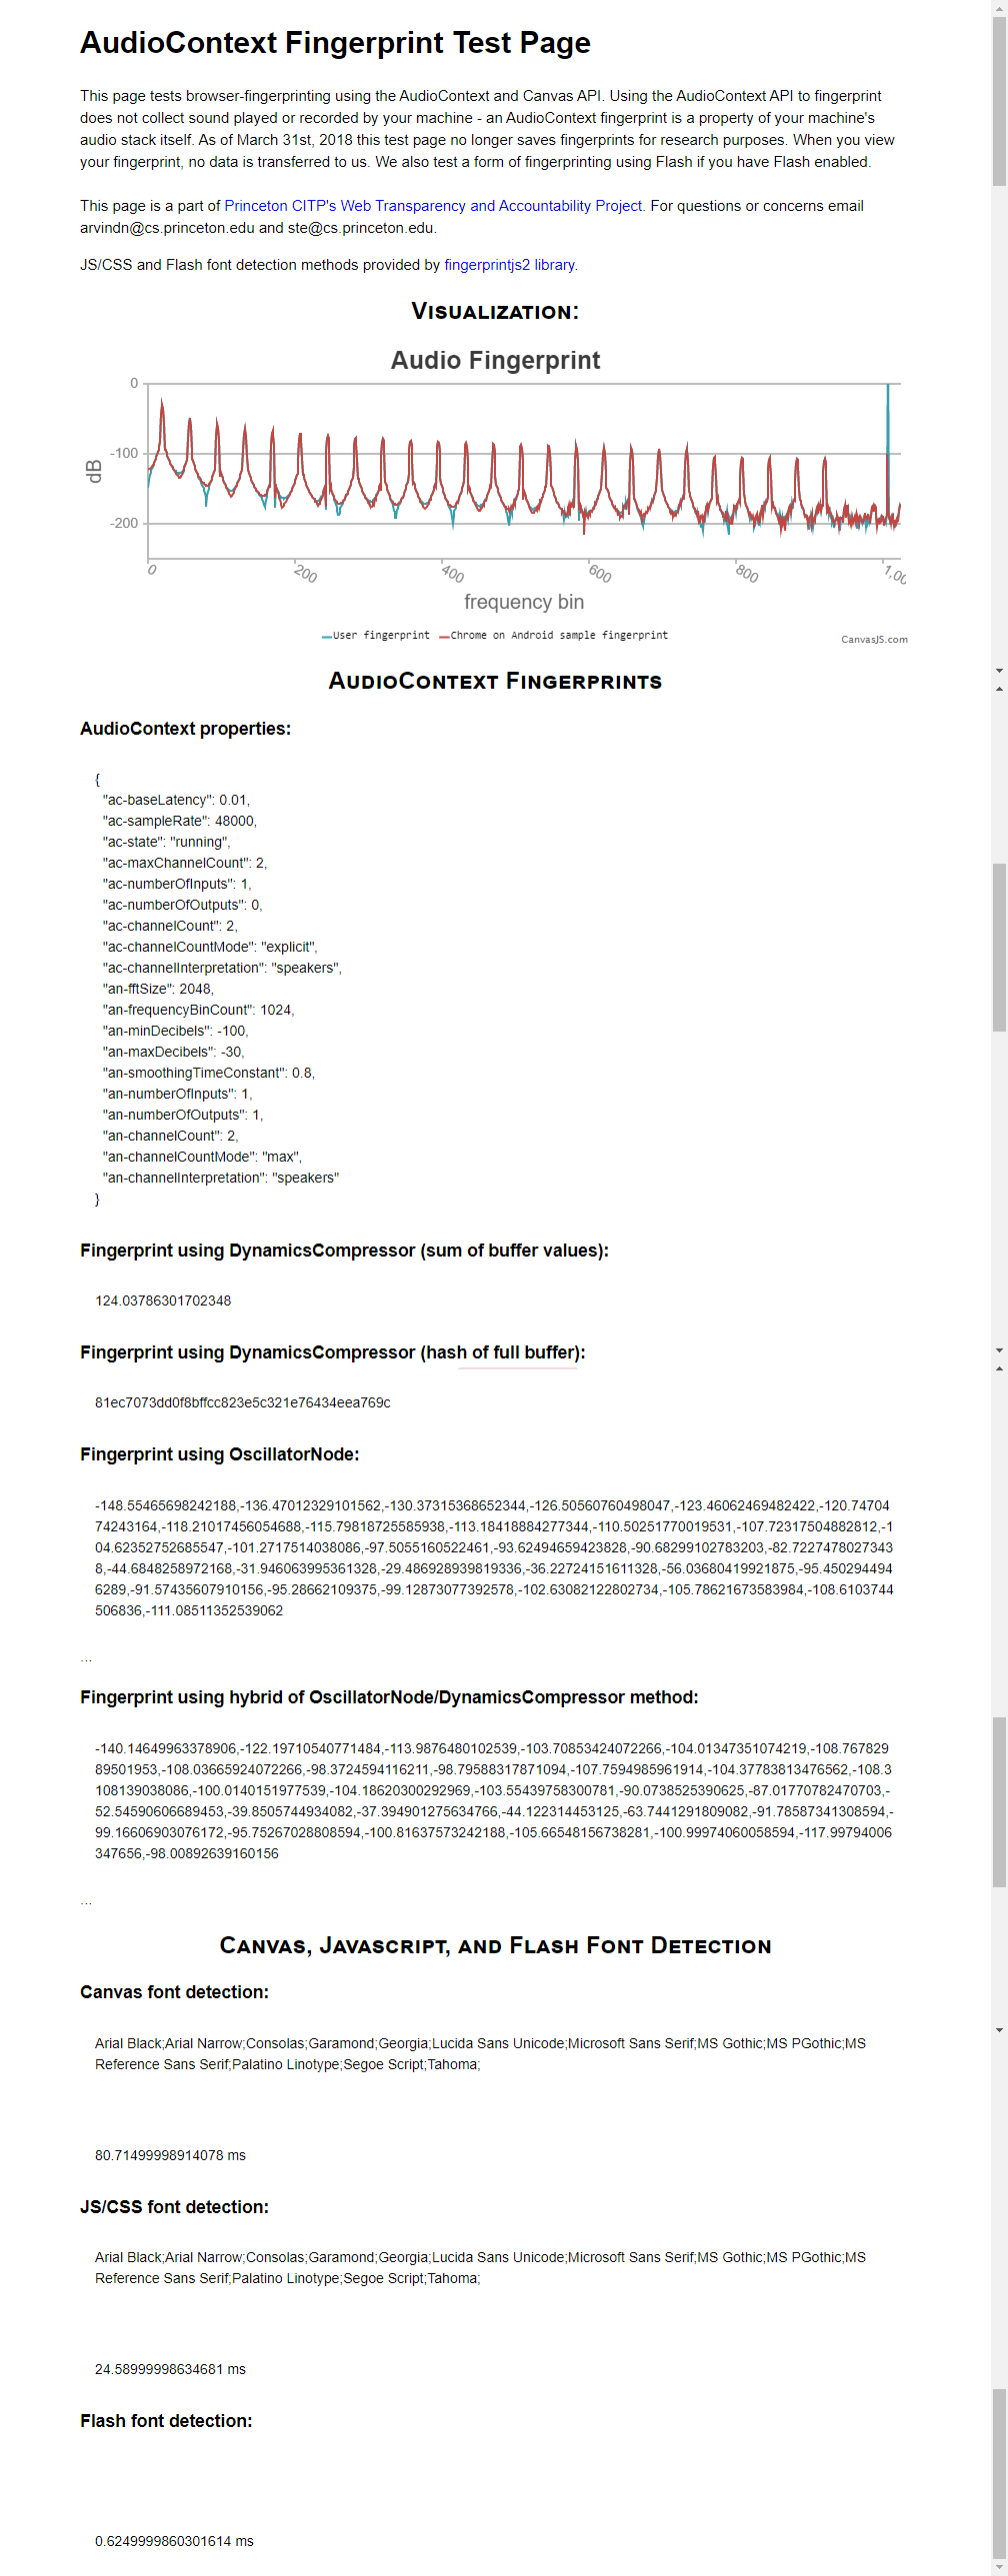 AudioContext Fingerprint Test Page
This page tests browser-fingerprinting using the AudioContext and Canvas API. Using the AudioContext API to fingerprint
does not collect sound played or recorded by your machine - an AudioContext fingerprint is a property of your machine's
audio stack itself. As of March 31st, 2018 this test page no longer saves fingerprints for research purposes. When you view
your fingerprint, no data is transferred to us. We also test a form of fingerprinting using Flash if you have Flash enabled.
This page is a part of Princeton CITP's Web Transparency and Accountability Project. For questions or concerns email
arvindn@cs.princeton.edu and ste@cs.princeton.edu.
JS/CSS and Flash font detection methods provided by fingerprintjs2 library.
VISUALIZATION:
Audio Fingerprint
0
-100
-200
dB
0 200 400 600 800 1,00
frequency bin
User fingerprint Chrome on Android sample fingerprint
CanvasJS.com
AUDIOCONTEXT FINGERPRINTS
AudioContext properties:
{
"ac-baseLatency": 0.01,
"ac-sampleRate": 48000,
"ac-state": "running",
"ac-maxChannelCount": 2,
"ac-numberOfInputs": 1,
"ac-numberOfOutputs": 0,
"ac-channelCount": 2,
"ac-channelCountMode": "explicit",
"ac-channelInterpretation": "speakers",
"an-fftSize": 2048,
"an-frequencyBinCount": 1024,
"an-minDecibels": -100,
"an-maxDecibels": -30,
"an-smoothingTimeConstant": 0.8,
"an-numberOfInputs": 1,
"an-numberOfOutputs": 1,
"an-channelCount": 2,
"an-channelCountMode": "max",
"an-channelInterpretation": "speakers"
}
Fingerprint using DynamicsCompressor (sum of buffer values):
124.03786301702348
Fingerprint using DynamicsCompressor (hash of full buffer):
81ec7073dd0f8bffcc823e5c321e76434eea769c
Fingerprint using OscillatorNode:
-148.55465698242188,-136.47012329101562,-130.37315368652344,-126.50560760498047,-123.46062469482422,-120.7470
74243164,-118.21017456054688,-115.79818725585938,-113.18418884277344,-110.50251770019531,-107.72317504882812,-1
04.62352752685547,-101.2717514038086,-97.5055160522461,-93.62494659423828,-90.68299102783203,-82.7227478027343
8,-44.6848258972168,-31.946063995361328,-29.486928939819336,-36.22724151611328,-56.03680419921875,-95.450294494
6289,-91.57435607910156,-95.28662109375,-99.12873077392578,-102.63082122802734,-105.78621673583984,-108.6103744
506836,-111.08511352539062
...
Fingerprint using hybrid of OscillatorNode/DynamicsCompressor method:
-140.14649963378906,-122.19710540771484,-113.9876480102539,-103.70853424072266,-104.01347351074219,-108.767829
89501953,-108.03665924072266,-98.3724594116211,-98.79588317871094,-107.7594985961914,-104.37783813476562,-108.3
108139038086,-100.0140151977539,-104.18620300292969,-103.55439758300781,-90.0738525390625,-87.01770782470703,-
52.54590606689453,-39.8505744934082,-37.394901275634766,-44.122314453125,-63.7441291809082,-91.78587341308594,-
99.16606903076172,-95.75267028808594,-100.81637573242188,-105.66548156738281,-100.99974060058594,-117.99794006
347656,-98.00892639160156
...
CANVAS, JAVASCRIPT, AND FLASH FONT DETECTION
Canvas font detection:
Arial Black;Arial Narrow;Consolas;Garamond;Georgia;Lucida Sans Unicode;Microsoft Sans Serif;MS Gothic;MS PGothic;MS
Reference Sans Serif;Palatino Linotype;Segoe Script;Tahoma;
80.71499998914078 ms
JS/CSS font detection:
Arial Black;Arial Narrow;Consolas;Garamond;Georgia;Lucida Sans Unicode;Microsoft Sans Serif;MS Gothic;MS PGothic;MS
Reference Sans Serif;Palatino Linotype;Segoe Script;Tahoma;
24.58999998634681 ms
Flash font detection:
0.6249999860301614 ms